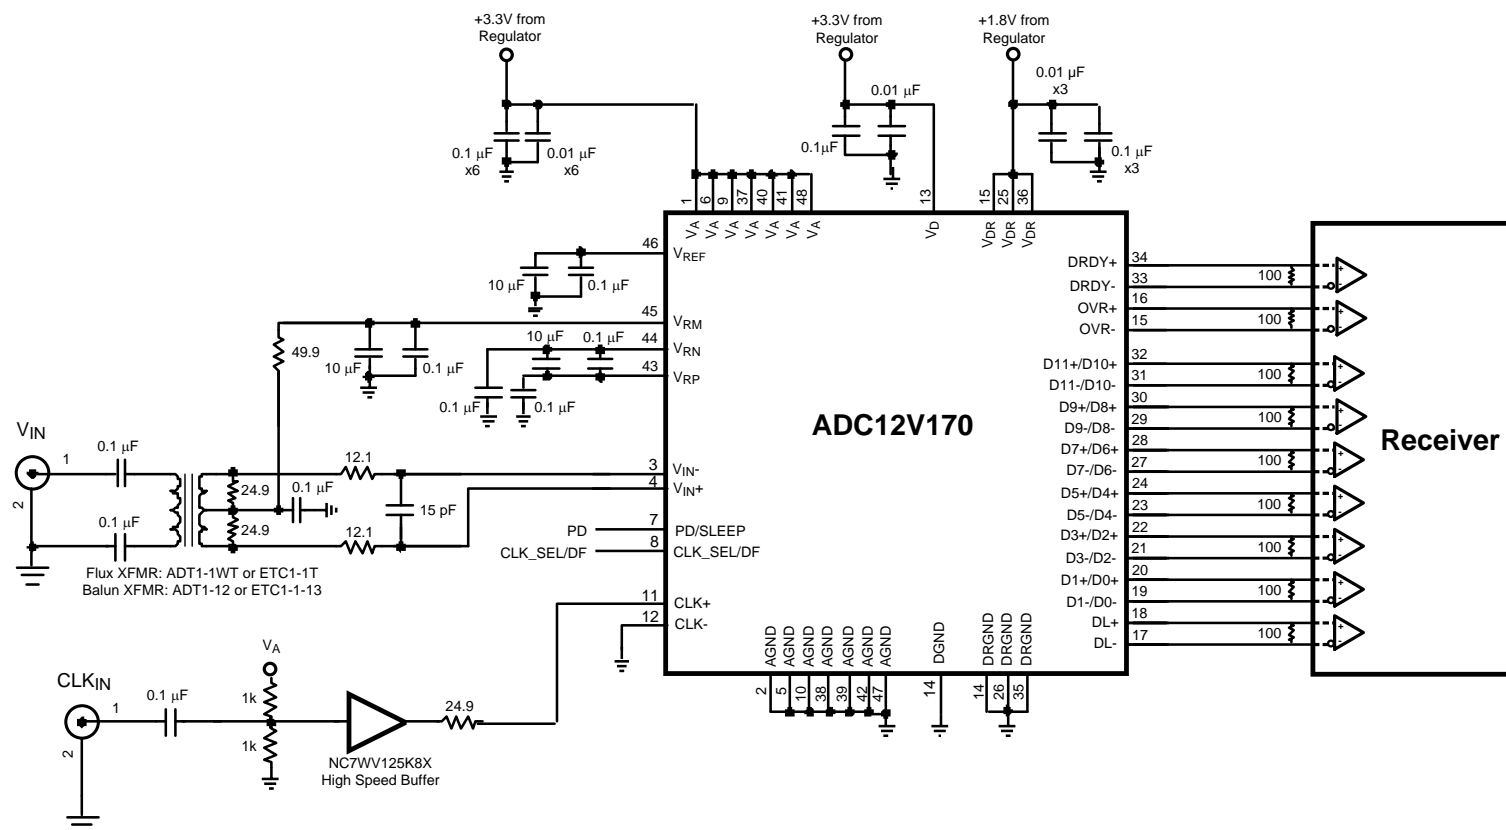 +3.3V from
Regulator
+3.3V from
Regulator
+1.8V from
Regulator
0.1 μF
x6
0.01 μF
x6
0.01 μF
0.1μF
0.01 μF
x3
0.1 μF
x3
1
6
9
37
40
41
48
13
15
25
36
VA
VA
VA
VA
VA
VA
VA
VD
VDR
VDR
VDR
46
VREF
10 μF
0.1 μF
45
VRM
49.9
10 μF
0.1 μF
44
VRN
10 μF
0.1 μF
43
VRP
0.1 μF
0.1 μF
ADC12V170
Receiver
VIN
1
2
0.1 μF
0.1 μF
24.9
24.9
0.1 μF
12.1
12.1
15 pF
3
VIN-
4
VIN+
Flux XFMR: ADT1-1WT or ETC1-1T
Balun XFMR: ADT1-12 or ETC1-1-13
PD
7
PD/SLEEP
CLK_SEL/DF
8
CLK_SEL/DF
11
CLK+
12
CLK-
CLKIN
1
2
0.1 μF
VA
1k
1k
NC7WV125K8X
High Speed Buffer
24.9
AGND
AGND
AGND
AGND
AGND
AGND
AGND
DGND
DRGND
DRGND
DRGND
2
5
10
38
39
42
47
14
14
26
35
DRDY+
34
DRDY-
33
100
+
-
OVR+
16
OVR-
15
100
+
-
D11+/D10+
32
D11-/D10-
31
100
+
-
D9+/D8+
30
D9-/D8-
29
100
+
-
D7+/D6+
28
D7-/D6-
27
100
+
-
D5+/D4+
24
D5-/D4-
23
100
+
-
D3+/D2+
22
D3-/D2-
21
100
+
-
D1+/D0+
20
D1-/D0-
19
100
+
-
DL+
18
DL-
17
100
+
-